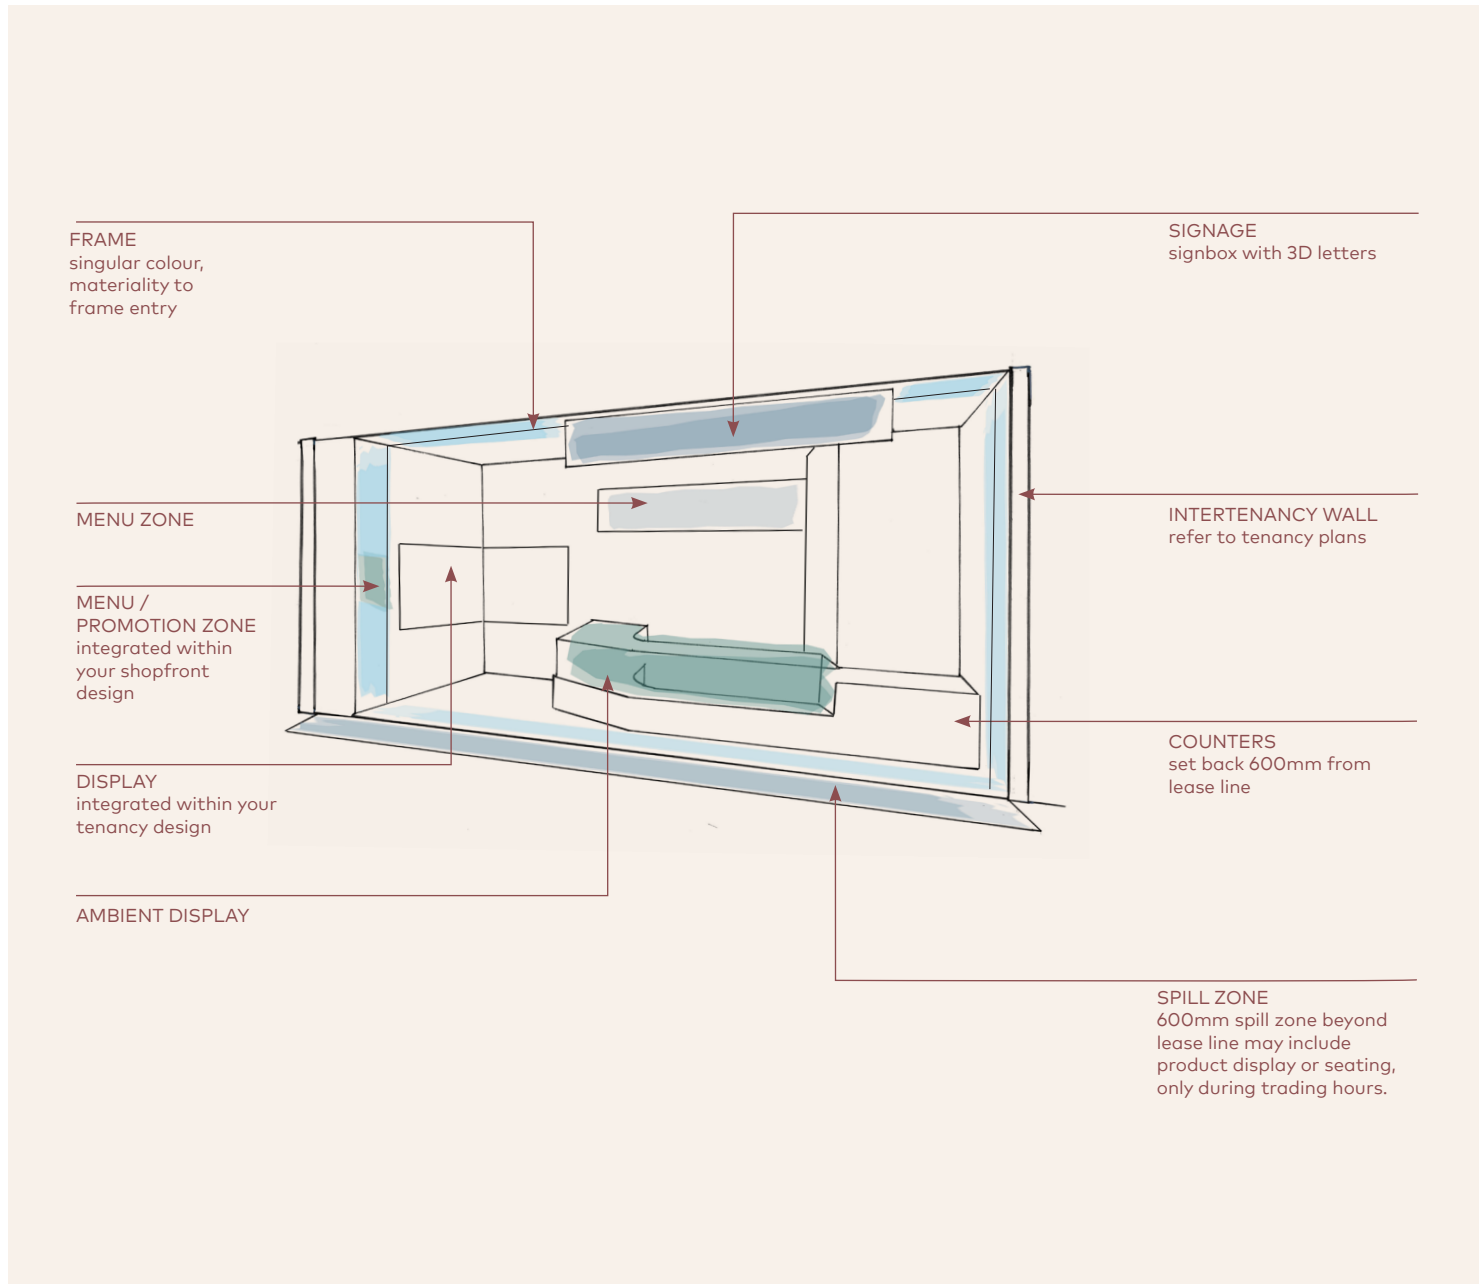 FRAME
singular colour,
materiality to
frame entry
MENU ZONE
MENU /
PROMOTION ZONE
integrated within
your shopfront
design
DISPLAY
integrated within your
tenancy design
AMBIENT DISPLAY
SIGNAGE
signbox with 3D letters
INTERTENANCY WALL
refer to tenancy plans
COUNTERS
set back 600mm from
lease line
SPILL ZONE
600mm spill zone beyond
lease line may include
product display or seating,
only during trading hours.